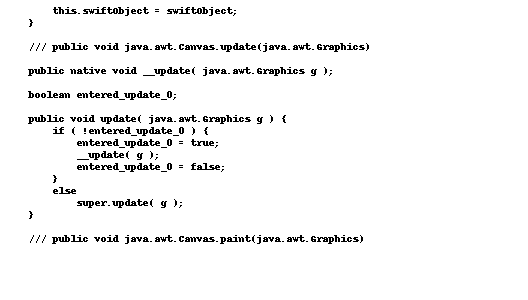 this.swiftObject = swiftObject;
}
/// public void java.awt.Canvas.update(java.awt.Graphics)
public native void __update( java.awt.Graphics g );
boolean entered_update_0;
public void update( java.awt.Graphics g ) {
if ( !entered_update_0 ) {
entered_update_0 = true;
__update( g );
entered_update_0 = false;
}
else
super.update( g );
}
/// public void java.awt.Canvas.paint(java.awt.Graphics)